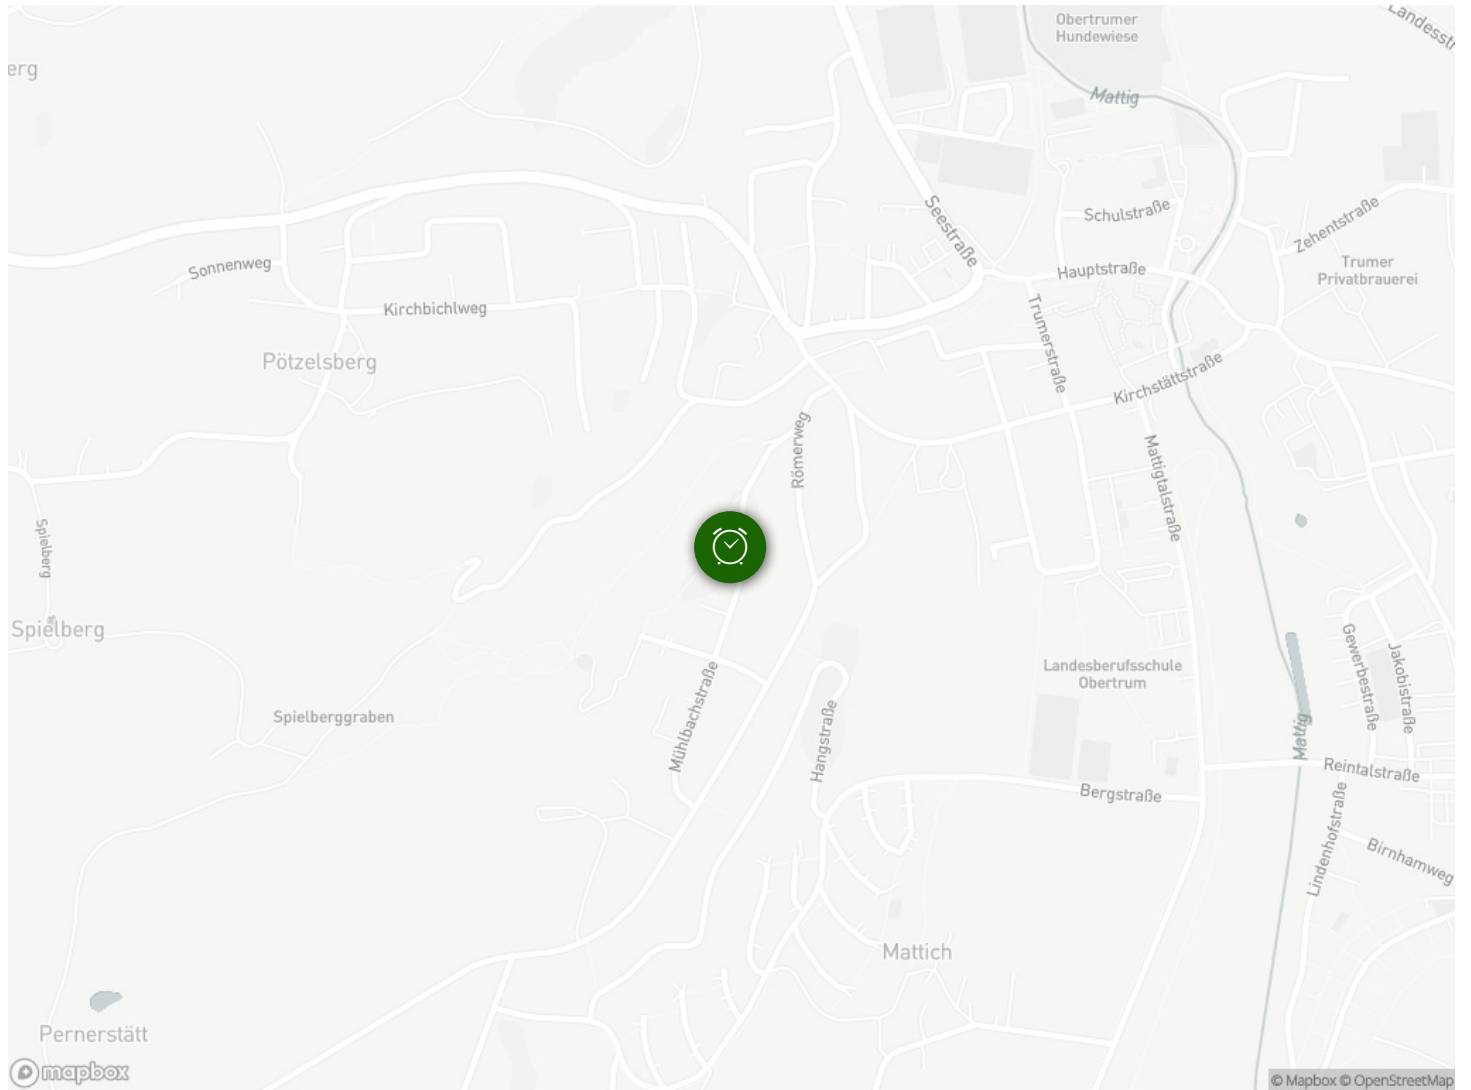 Obertrumer
Hundewiese
erg
Mattig
Seestraße
Schulstraße
Zehentstraße
Sonnenweg
Hauptstraße
Trumer
Privatbrauerei
Kirchbichlweg
Trumerstraße
Pötzelsberg
Kirchstättstraße
Römerweg
Mattigtalstraße
Spielberg
Spielberg
Landesberufsschule
Obertrum
Gewerbestraße
Jakobistraße
Spielberggraben
Mühlbachstraße
Hangstraße
Mattig
Reintalstraße
Bergstraße
Lindenhofstraße
Birnhamweg
Mattich
Pernerstätt
mapbox
© Mapbox © OpenStreetMap